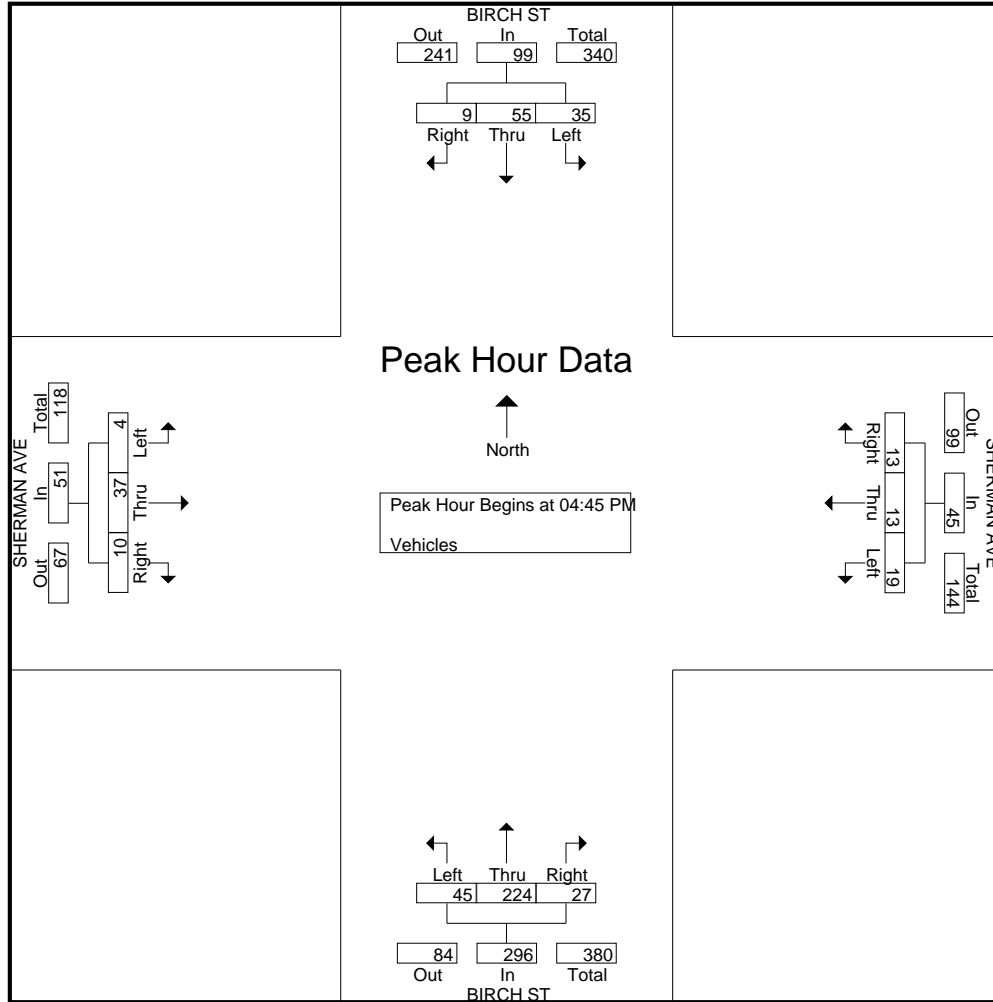 BIRCH ST
Out In Total
241 99 340
9 55 35
Right Thru Left
Peak Hour Data
North
Peak Hour Begins at 04:45 PM
Vehicles
SHERMAN AVE
Total In Out
118 51 67
4 37 10
Left Thru Right
Right Thru Left
13 13 19
Out In Total
99 45 144
SHERMAN AVE
Left Thru Right
45 224 27
84 296 380
Out In Total
BIRCH ST